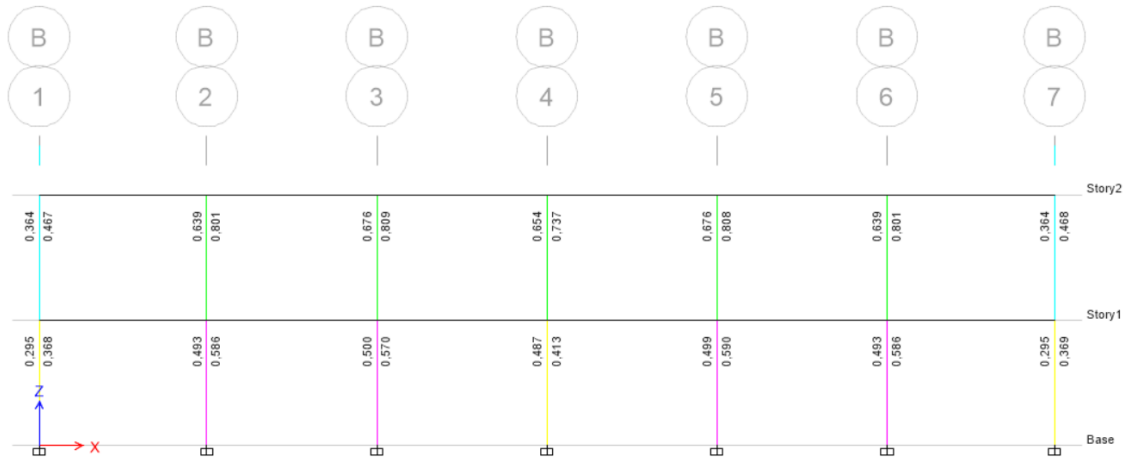 B B B B B B B
1 2 3 4 5 6 7
Story2
0,364 0,467 0,639 0,801 0,676 0,809 0,654 0,737 0,676 0,808 0,639 0,801 0,364 0,468
Story1
0,295 0,368 0,493 0,586 0,500 0,570 0,487 0,413 0,499 0,590 0,493 0,586 0,295 0,369
Z
X
Base